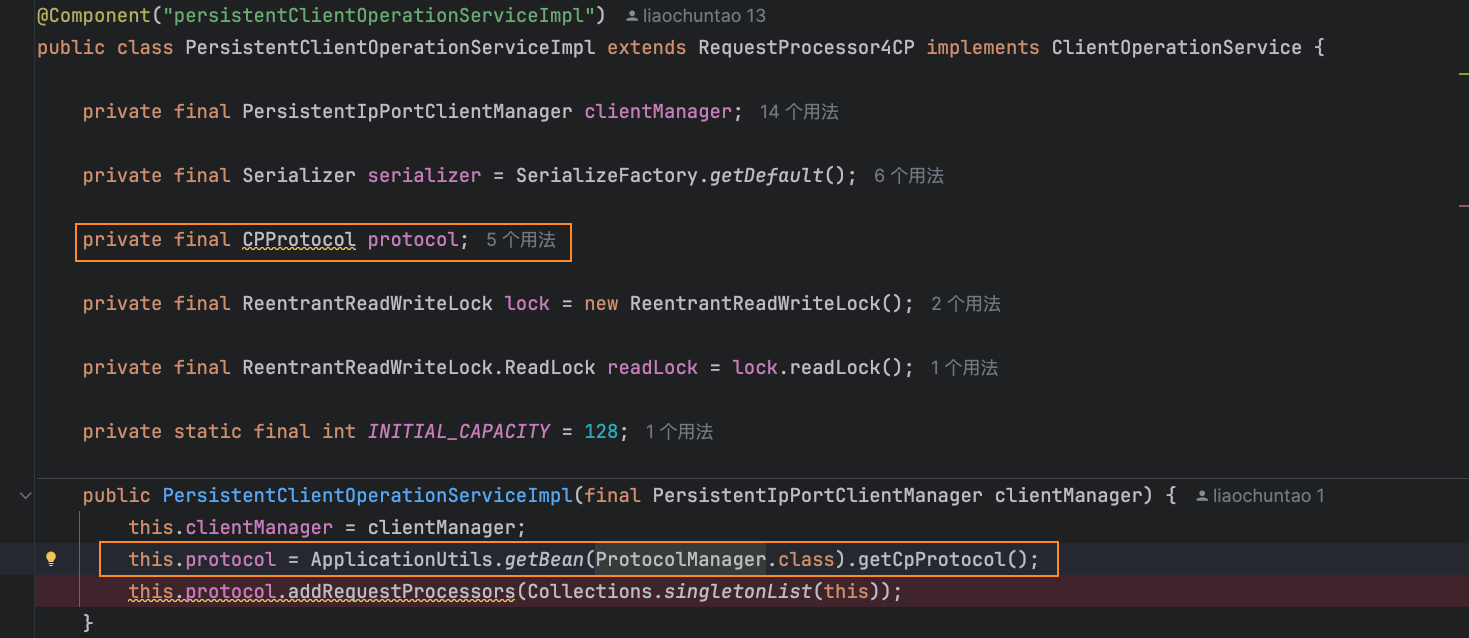 @Component("persistentClientOperationServiceImpl") liaochuntao 13
public class PersistentClientOperationServiceImpl extends RequestProcessor4CP implements ClientOperationService {
private final PersistentIpPortClientManager clientManager; 14 个用法
private final Serializer serializer = SerializeFactory.getDefault(); 6 个用法
private final CPProtocol protocol; 5 个用法
private final ReentrantReadWriteLock lock = new ReentrantReadWriteLock(); 2 个用法
private final ReentrantReadWriteLock.ReadLock readLock = lock.readLock(); 1 个用法
private static final int INITIAL_CAPACITY = 128; 1 个用法
public PersistentClientOperationServiceImpl(final PersistentIpPortClientManager clientManager) { liaochuntao 1
this.clientManager = clientManager;
this.protocol = ApplicationUtils.getBean(ProtocolManager.class).getCpProtocol();
this.protocol.addRequestProcessors(Collections.singletonList(this));
}